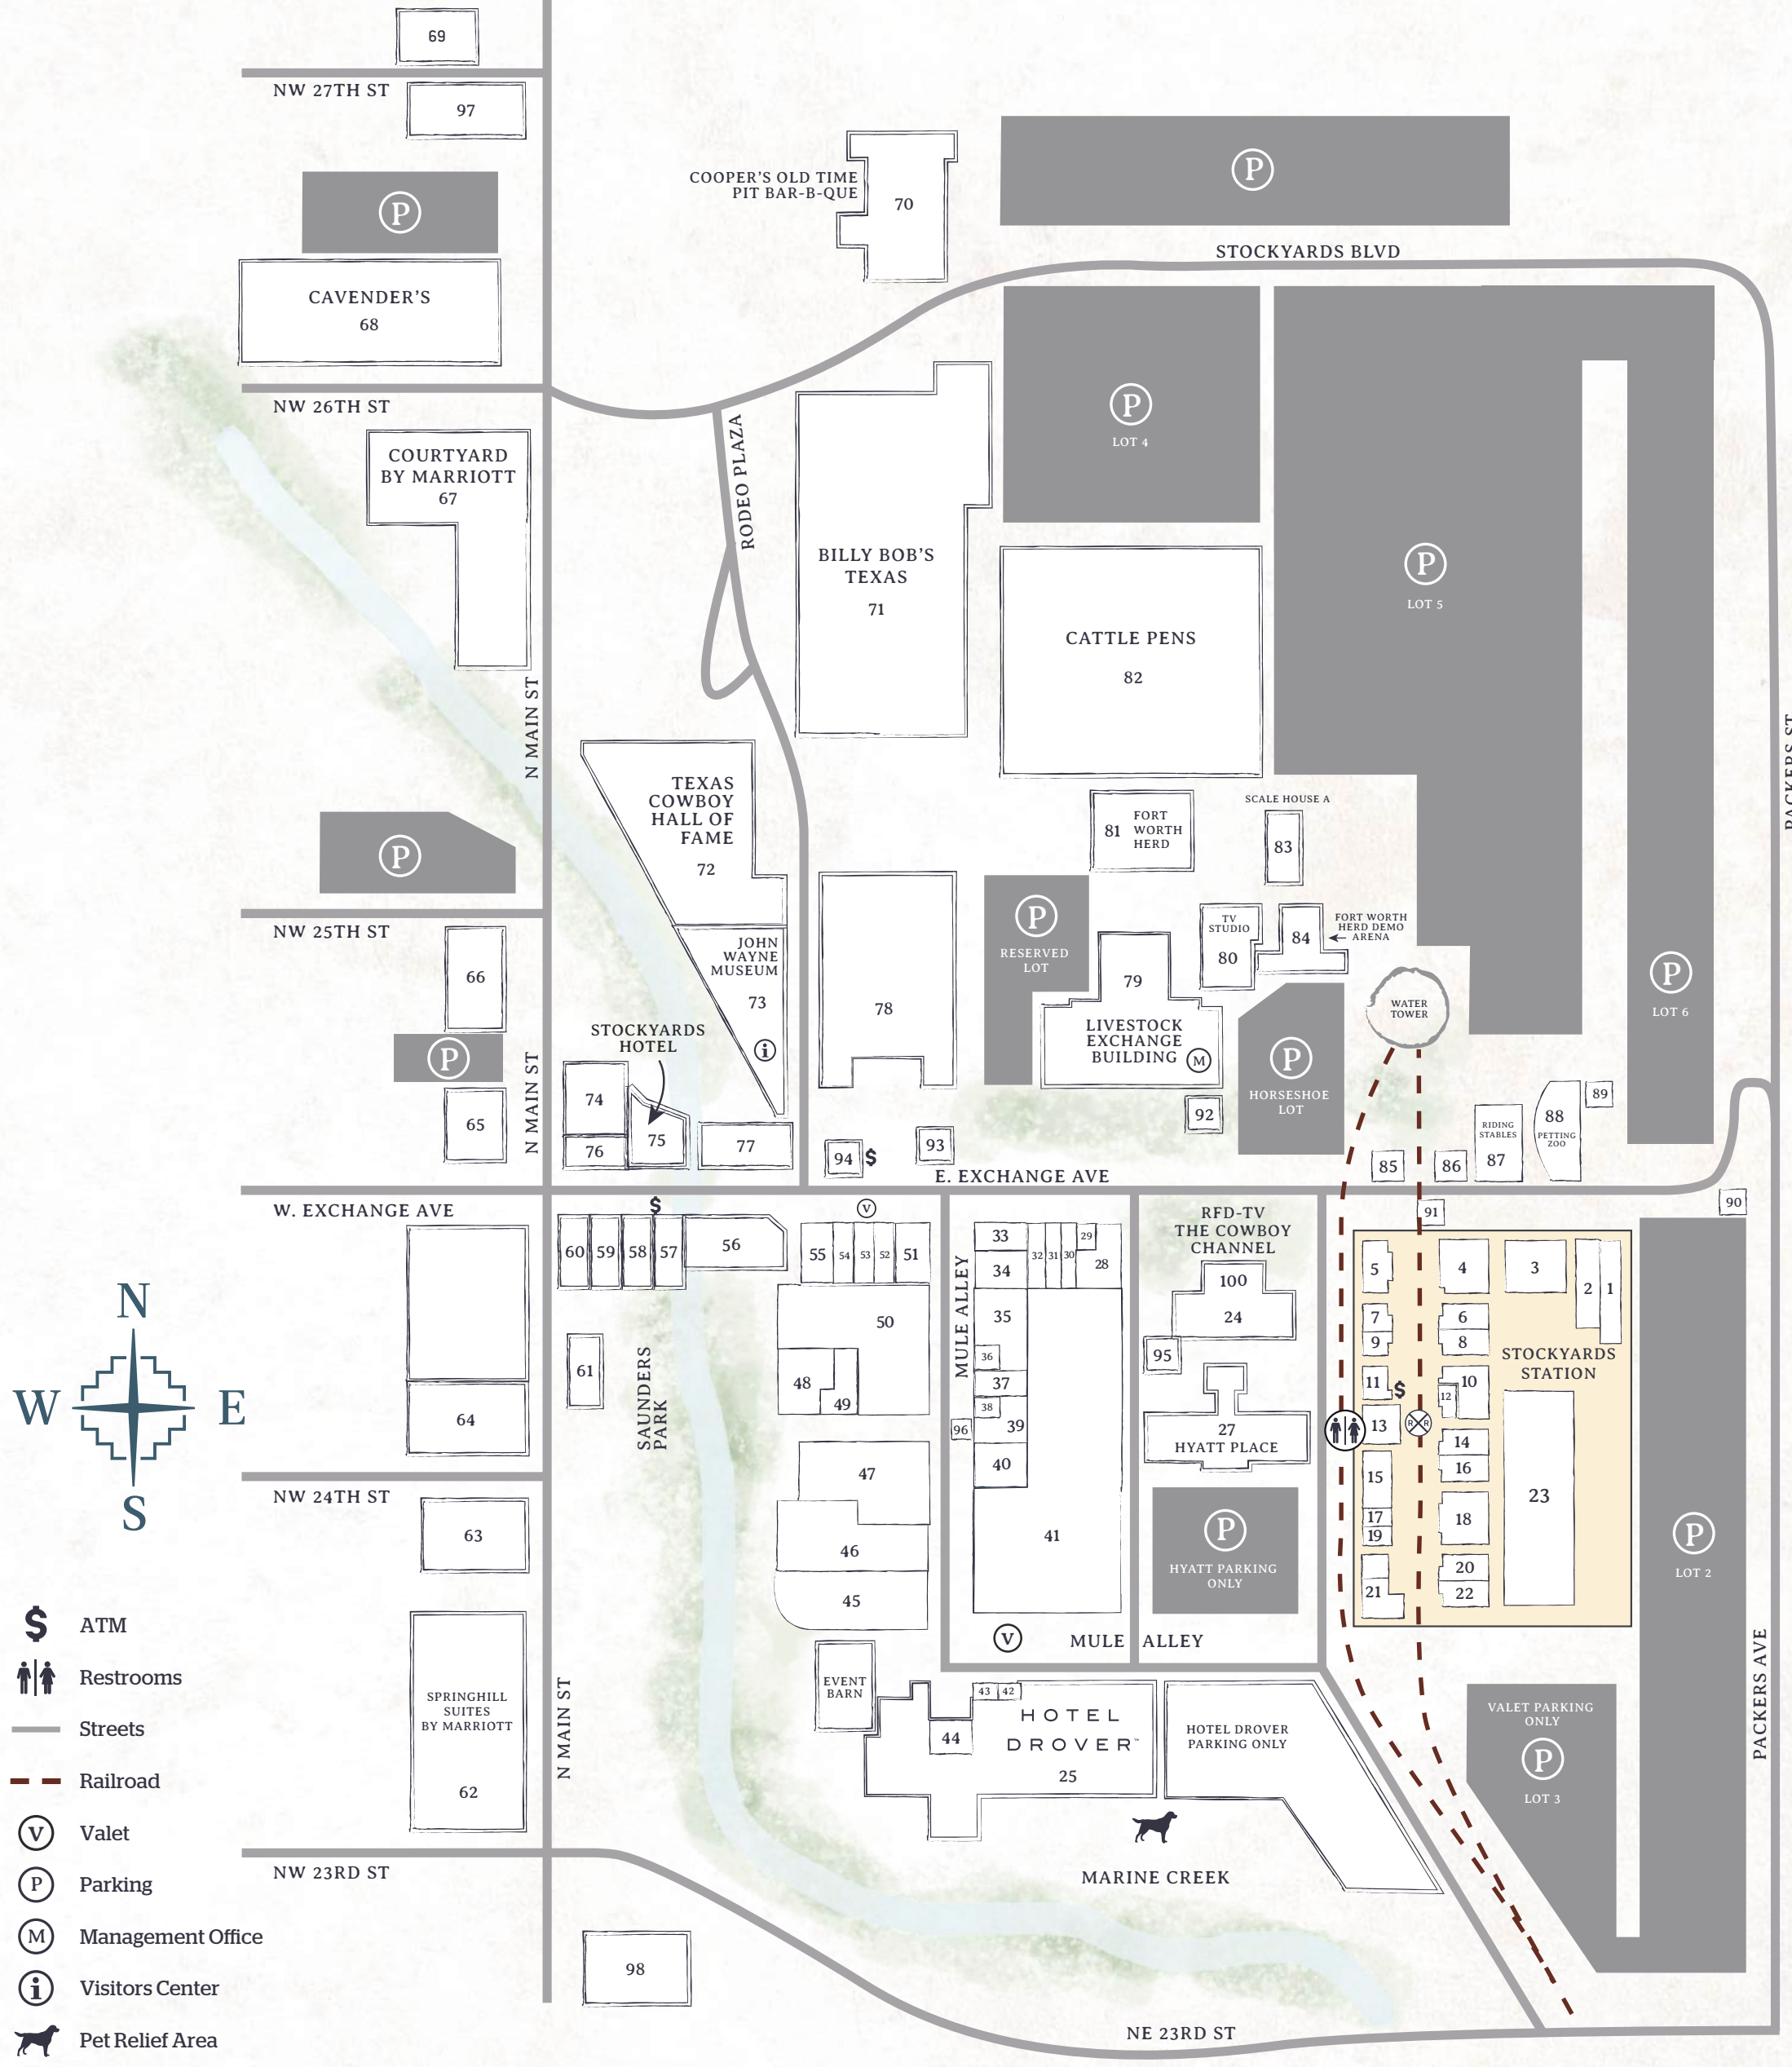 69
NW 27TH ST
97
P
COOPER'S OLD TIME
PIT BAR-B-QUE
70
P
STOCKYARDS BLVD
CAVENDER'S
68
NW 26TH ST
COURTYARD
BY MARRIOTT
67
RODEO PLAZA
BILLY BOB'S
TEXAS
71
P
LOT 4
P
LOT 5
CATTLE PENS
82
PACKERS ST
N MAIN ST
TEXAS
COWBOY
HALL OF
FAME
72
P
NW 25TH ST
81
FORT
WORTH
HERD
SCALE HOUSE A
83
P
RESERVED
LOT
TV
STUDIO
80
84
FORT WORTH
HERD DEMO
ARENA
JOHN
WAYNE
MUSEUM
73
i
66
78
79
LIVESTOCK
EXCHANGE
BUILDING
M
WATER
TOWER
P
LOT 6
STOCKYARDS
HOTEL
P
P
HORSESHOE
LOT
65
N MAIN ST
74
75
76
77
94
$
93
92
85
86
RIDING
STABLES
87
88
PETTING
ZOO
89
E. EXCHANGE AVE
W. EXCHANGE AVE
90
91
$
60
59
58
57
56
V
55
54
53
52
51
33
34
32
31
30
29
28
RFD-TV
THE COWBOY
CHANNEL
100
24
5
4
3
2
1
7
9
6
8
STOCKYARDS
STATION
MULE ALLEY
35
36
37
38
39
96
40
41
50
48
49
61
SAUNDERS
PARK
64
95
27
HYATT PLACE
11
$
10
12
13
R R
14
16
15
17
19
18
23
20
22
21
47
46
45
P
HYATT PARKING
ONLY
P
LOT 2
N
W
E
S
NW 24TH ST
63
V
MULE ALLEY
EVENT
BARN
43
42
44
HOTEL
DROVER™
25
HOTEL DROVER
PARKING ONLY
VALET PARKING
ONLY
P
LOT 3
PACKERS AVE
SPRINGHILL
SUITES
BY MARRIOTT
62
N MAIN ST
NW 23RD ST
MARINE CREEK
98
NE 23RD ST
$ ATM
Restrooms
Streets
Railroad
V Valet
P Parking
M Management Office
i Visitors Center
Pet Relief Area